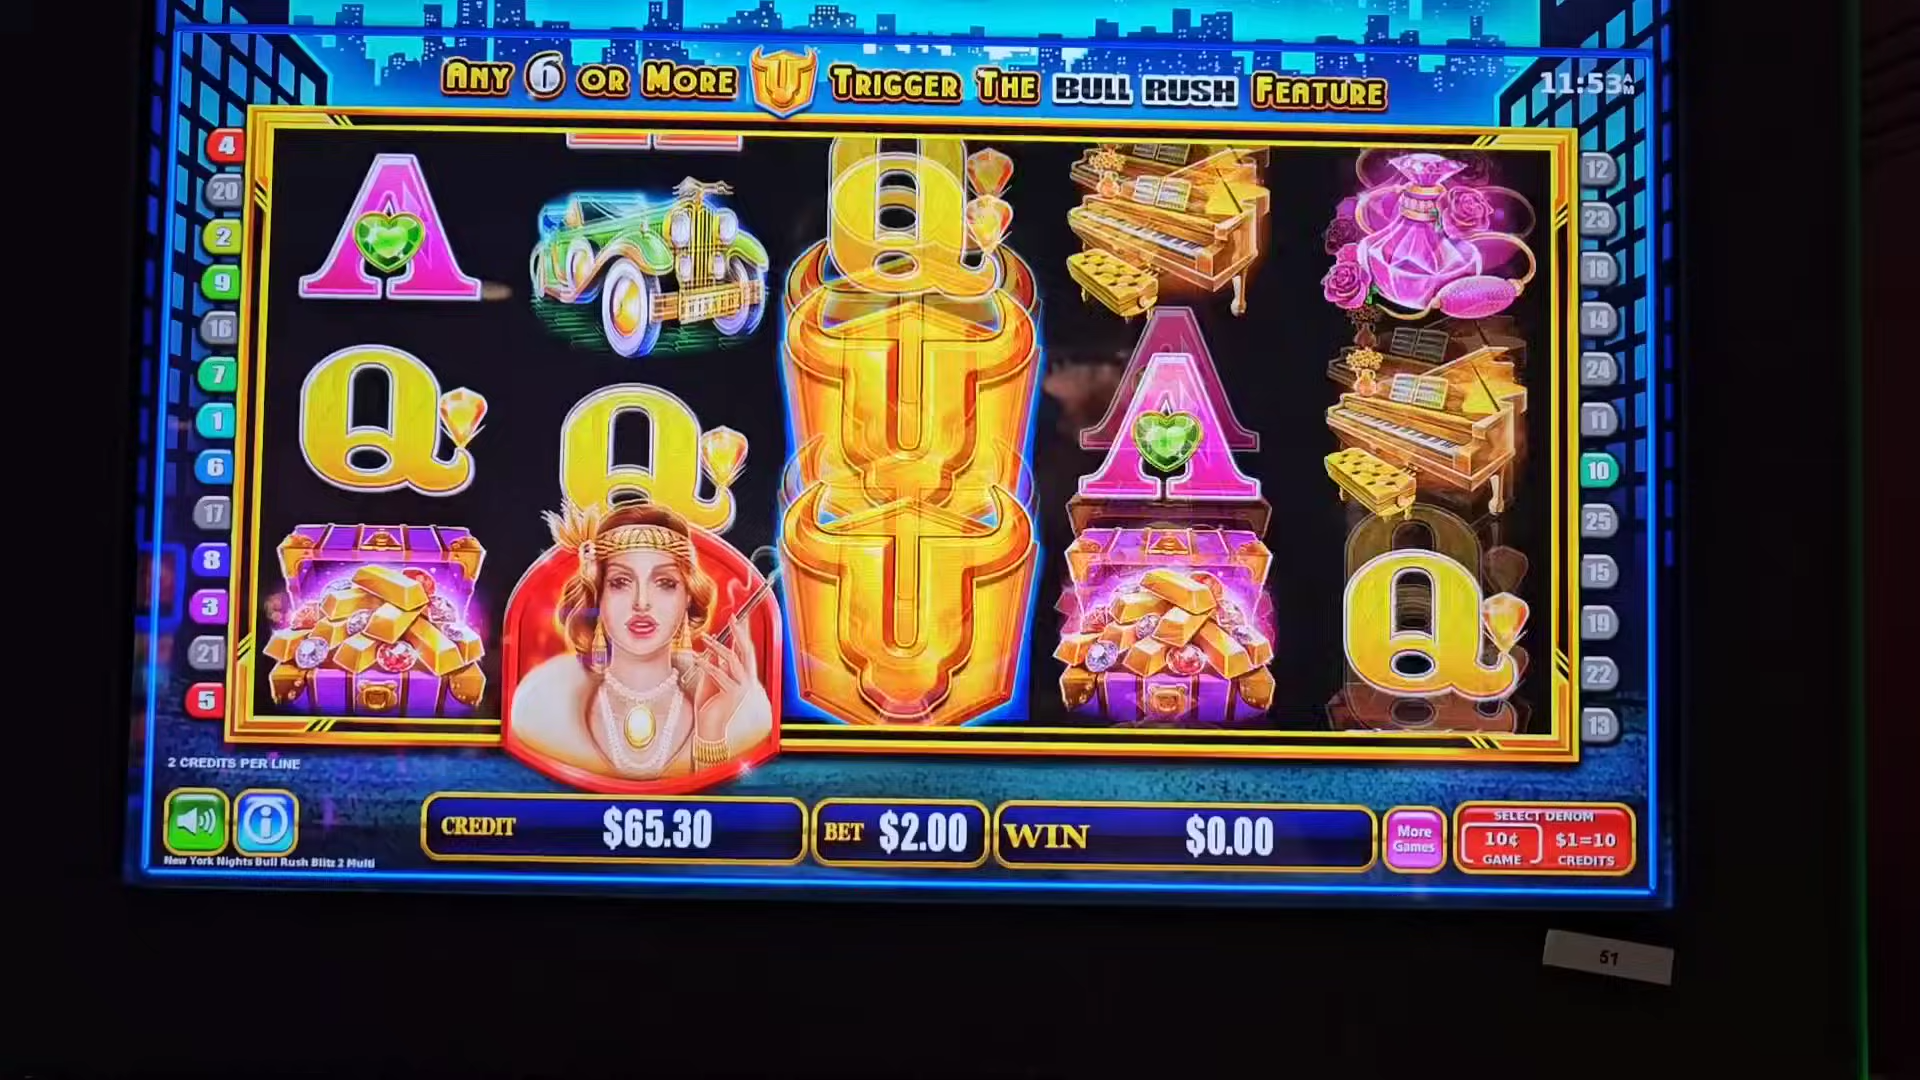 ANY 6 OR MORE TRIGGER THE BULL RUSH FEATURE
11:53 AM
4
20
2
9
16
7
1
6
17
8
3
21
5
A
Q
Q
Q
A
Q
12
23
18
14
24
11
10
25
15
19
22
13
2 CREDITS PER LINE
CREDIT $65.30
BET $2.00
WIN $0.00
More Games
SELECT DENOM
10¢ GAME
$1=10 CREDITS
New York Nights Bull Rush Blitz 2 Multi
51